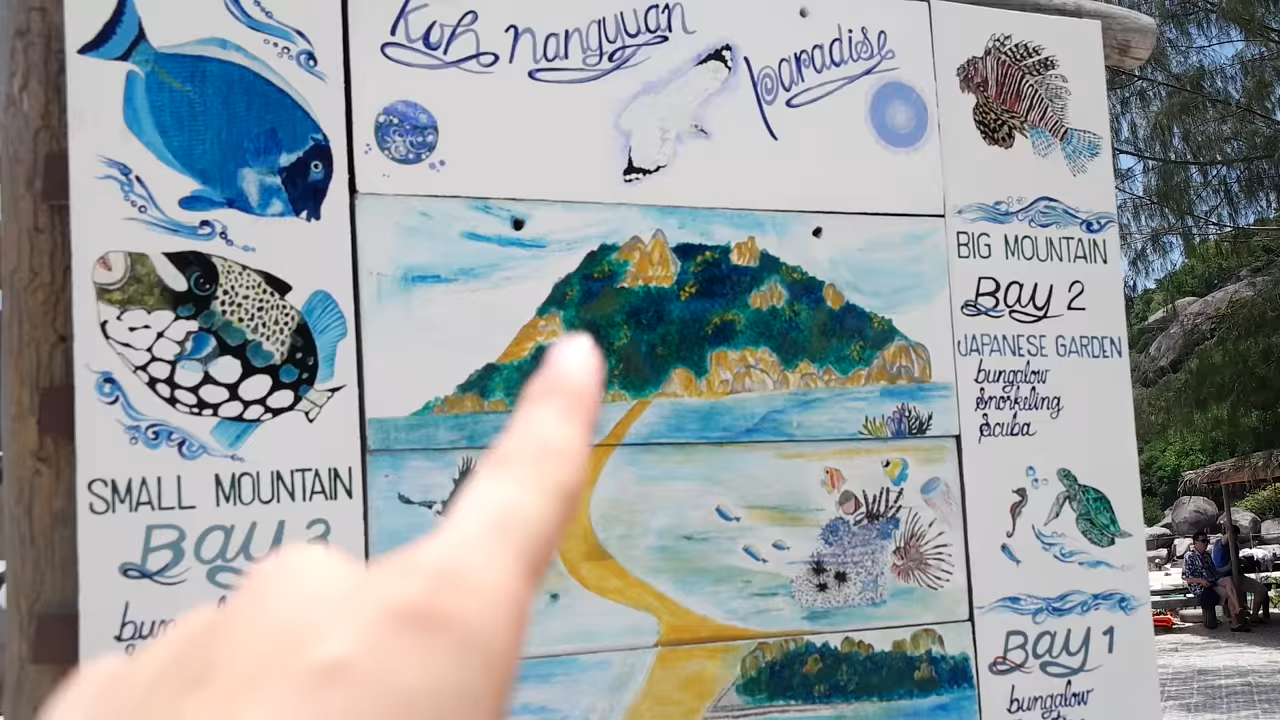 Koh nangyuan
paradise
SMALL MOUNTAIN
Bay 3
BIG MOUNTAIN
Bay 2
JAPANESE GARDEN
bungalow
Snorkeling
Scuba
Bay 1
bungalow